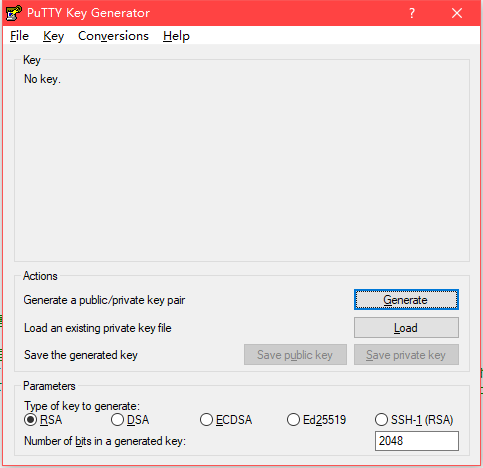 PuTTY Key Generator ?
File Key Conversions Help
Key
No key.
Actions
Generate a public/private key pair Generate
Load an existing private key file Load
Save the generated key Save public key Save private key
Parameters
Type of key to generate:
RSA DSA ECDSA Ed25519 SSH-1 (RSA)
Number of bits in a generated key: 2048